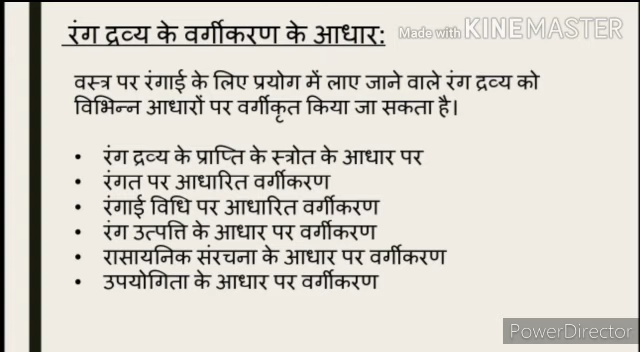 रंग द्रव्य के वर्गीकरण के आधार:
Made with KINEMASTER
वस्त्र पर रंगाई के लिए प्रयोग में लाए जाने वाले रंग द्रव्य को
विभिन्न आधारों पर वर्गीकृत किया जा सकता है।
• रंग द्रव्य के प्राप्ति के स्त्रोत के आधार पर
• रंगत पर आधारित वर्गीकरण
• रंगाई विधि पर आधारित वर्गीकरण
• रंग उत्पत्ति के आधार पर वर्गीकरण
• रासायनिक संरचना के आधार पर वर्गीकरण
• उपयोगिता के आधार पर वर्गीकरण
PowerDirector